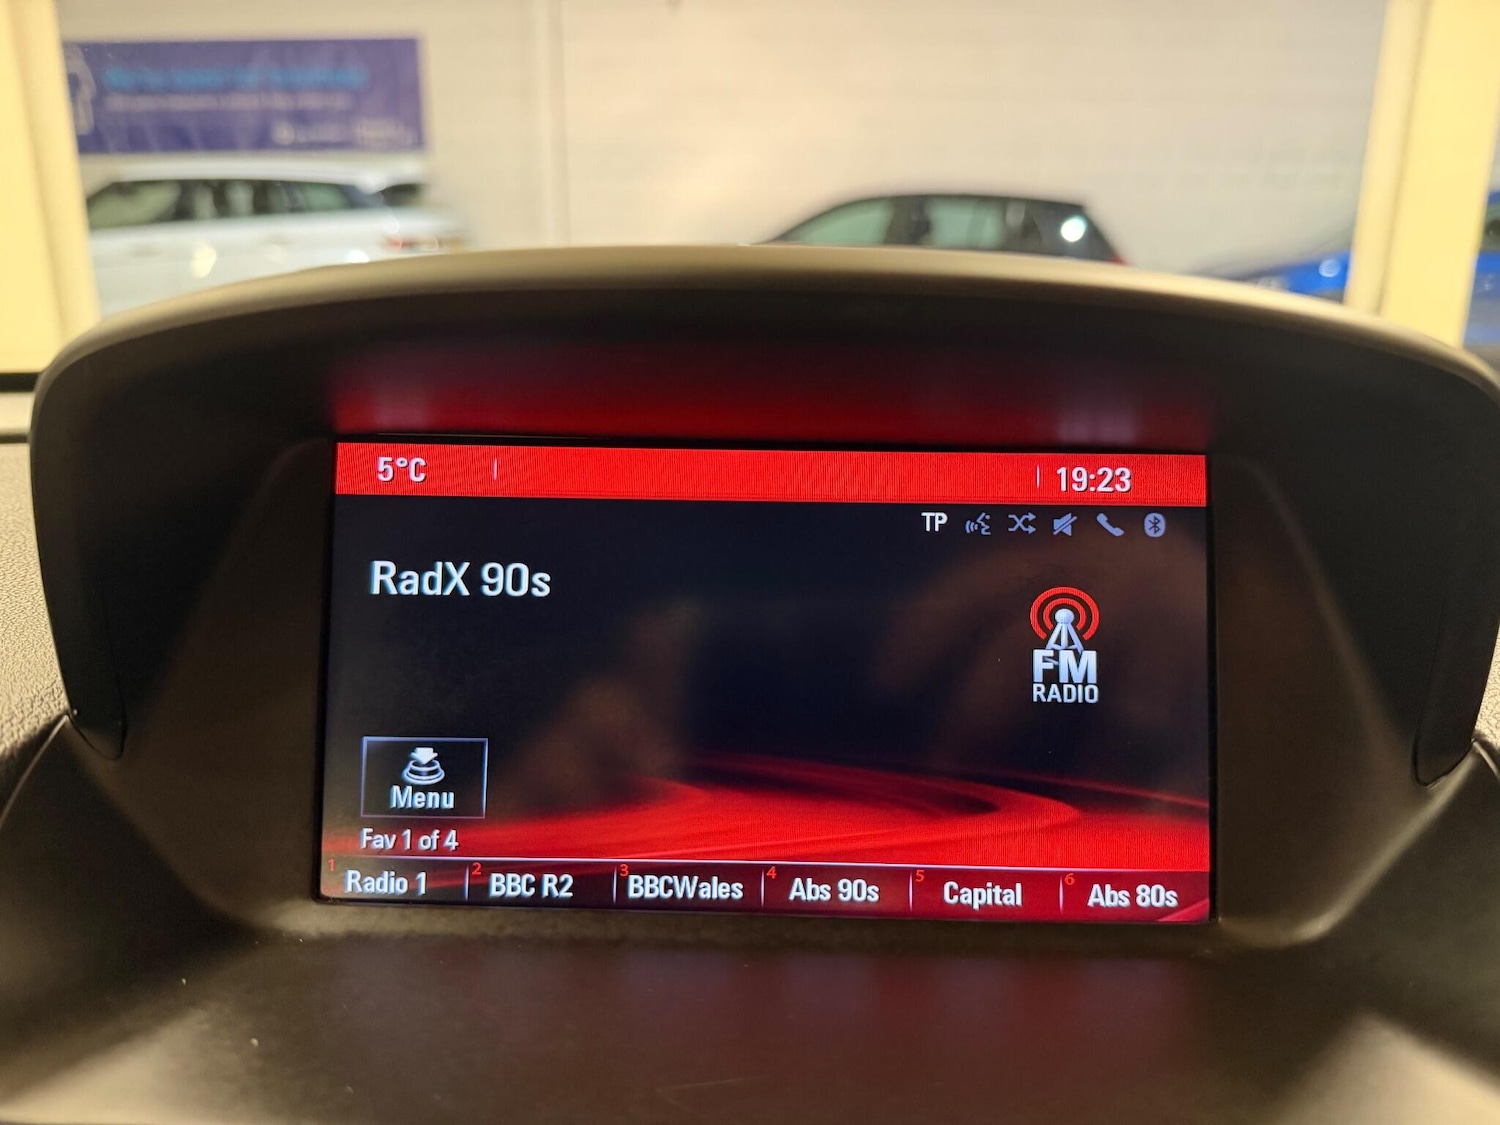 5°C 19:23
TP
RadX 90s
FM
RADIO
Menu
Fav 1 of 4
1 Radio 1 2 BBC R2 3 BBCWales 4 Abs 90s 5 Capital 6 Abs 80s